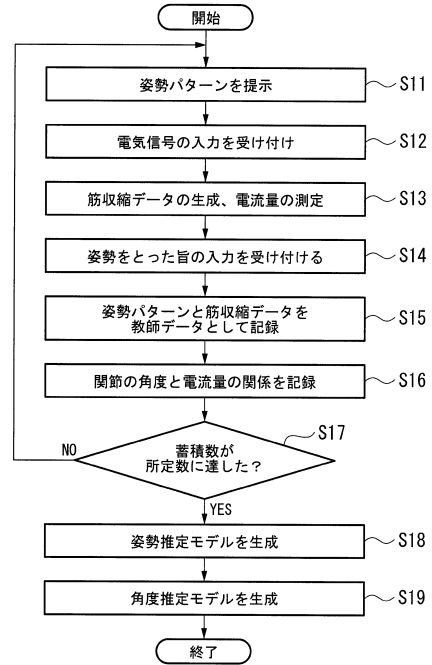 開始
姿勢パターンを提示
S11
電気信号の入力を受け付け
S12
筋収縮データの生成、電流量の測定
S13
姿勢をとった旨の入力を受け付ける
S14
姿勢パターンと筋収縮データを
教師データとして記録
S15
関節の角度と電流量の関係を記録
S16
蓄積数が
所定数に達した？
S17
NO
YES
姿勢推定モデルを生成
S18
角度推定モデルを生成
S19
終了